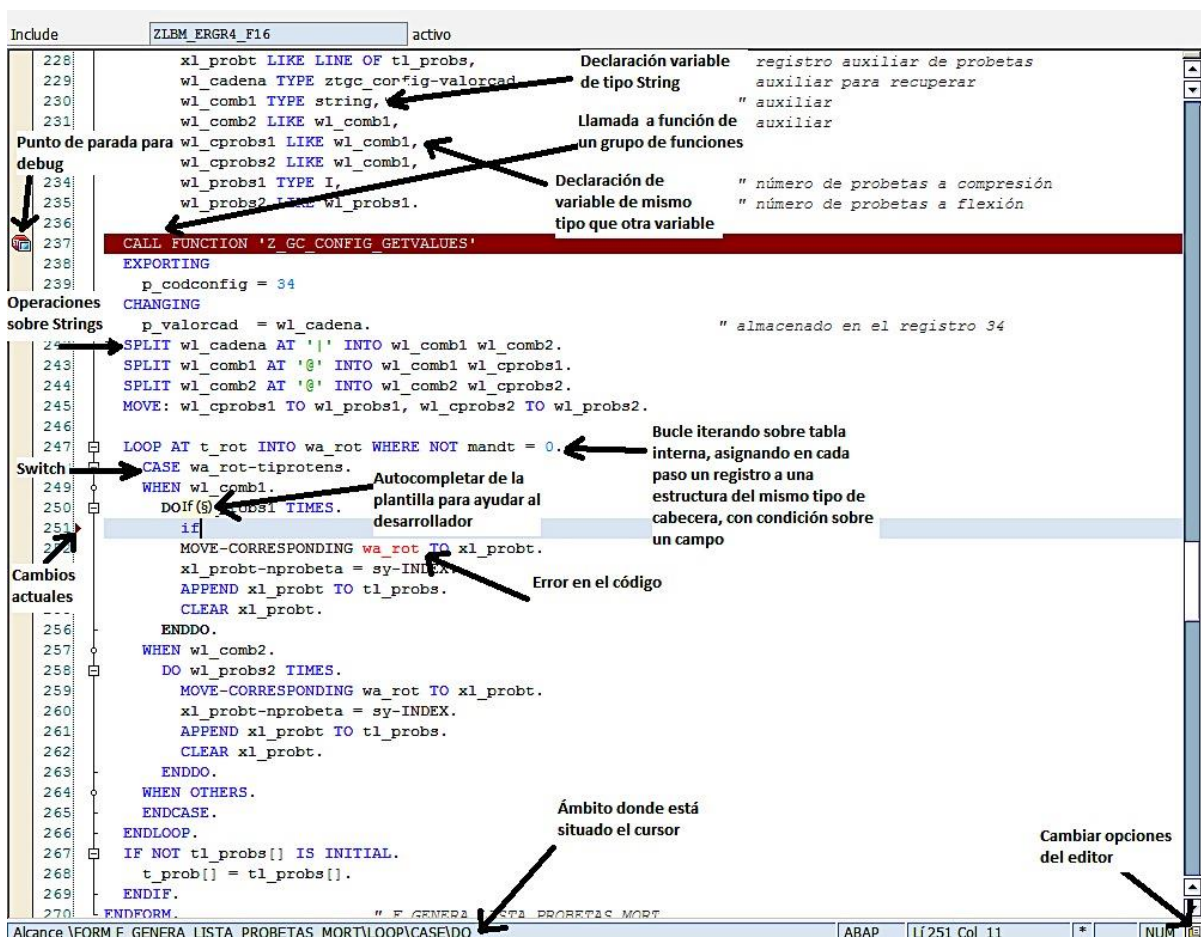 Include ZLBM_ERGR4_F16 activo
228 xl_probt LIKE LINE OF tl_probs, registro auxiliar de probetas
Declaración variable de tipo String
229 wl_cadena TYPE ztgc_config-valorcad auxiliar para recuperar
230 wl_comb1 TYPE string, " auxiliar
231 wl_comb2 LIKE wl_comb1, auxiliar
Llamada a función de un grupo de funciones
Punto de parada para debug
wl_cprobs1 LIKE wl_comb1,
wl_cprobs2 LIKE wl_comb1,
234 wl_probs1 TYPE I, " número de probetas a compresión
Declaración de variable de mismo tipo que otra variable
235 wl_probs2 LIKE wl_probs1. " número de probetas a flexión
236
237 CALL FUNCTION 'Z_GC_CONFIG_GETVALUES'
238 EXPORTING
239 p_codconfig = 34
Operaciones sobre Strings
CHANGING
p_valorcad = wl_cadena. " almacenado en el registro 34
SPLIT wl_cadena AT '|' INTO wl_comb1 wl_comb2.
243 SPLIT wl_comb1 AT '@' INTO wl_comb1 wl_cprobs1.
244 SPLIT wl_comb2 AT '@' INTO wl_comb2 wl_cprobs2.
245 MOVE: wl_cprobs1 TO wl_probs1, wl_cprobs2 TO wl_probs2.
246
247 LOOP AT t_rot INTO wa_rot WHERE NOT mandt = 0.
Bucle iterando sobre tabla
interna, asignando en cada
paso un registro a una
estructura del mismo tipo de
cabecera, con condición sobre
un campo
Switch
CASE wa_rot-tiprotens.
249 WHEN wl_comb1.
Autocompletar de la
plantilla para ayudar al
desarrollador
250 DO If (§) obs1 TIMES.
251 if
252 MOVE-CORRESPONDING wa_rot TO xl_probt.
Cambios actuales
xl_probt-nprobeta = sy-INDEX.
Error en el código
APPEND xl_probt TO tl_probs.
CLEAR xl_probt.
256 ENDDO.
257 WHEN wl_comb2.
258 DO wl_probs2 TIMES.
259 MOVE-CORRESPONDING wa_rot TO xl_probt.
260 xl_probt-nprobeta = sy-INDEX.
261 APPEND xl_probt TO tl_probs.
262 CLEAR xl_probt.
263 ENDDO.
264 WHEN OTHERS.
265 ENDCASE.
266 ENDLOOP.
Ámbito donde está
situado el cursor
Cambiar opciones
del editor
267 IF NOT tl_probs[] IS INITIAL.
268 t_prob[] = tl_probs[].
269 ENDIF.
270 ENDFORM. " F_GENERA_LISTA_PROBETAS_MORT
Alcance \FORM F_GENERA_LISTA_PROBETAS_MORT\LOOP\CASE\DO ABAP Lí 251 Col 11 * NUM